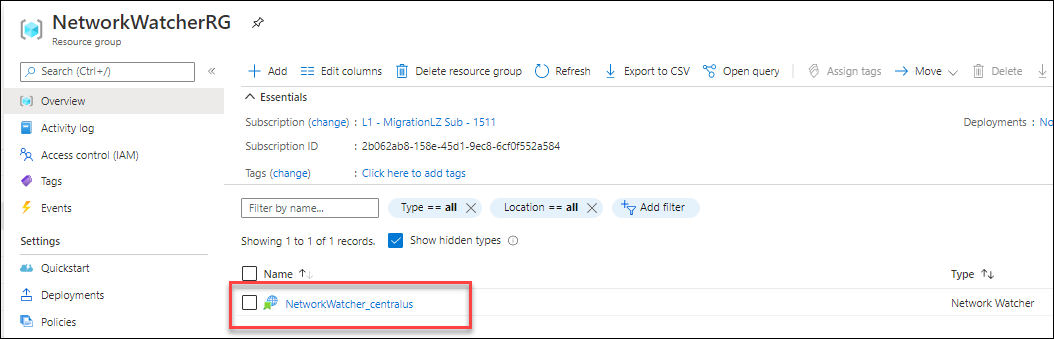 NetworkWatcherRG
Resource group
Search (Ctrl+/)
«
Add
Edit columns
Delete resource group
Refresh
Export to CSV
Open query
Assign tags
Move
Delete
Overview
Activity log
Access control (IAM)
Tags
Events
Settings
Quickstart
Deployments
Policies
Essentials
Subscription (change) : L1 - MigrationLZ Sub - 1511
Deployments : No
Subscription ID : 2b062ab8-158e-45d1-9ec8-6cf0f552a584
Tags (change) : Click here to add tags
Filter by name...
Type == all
Location == all
Add filter
Showing 1 to 1 of 1 records.
Show hidden types
Name ↑↓
Type ↑↓
NetworkWatcher_centralus
Network Watcher